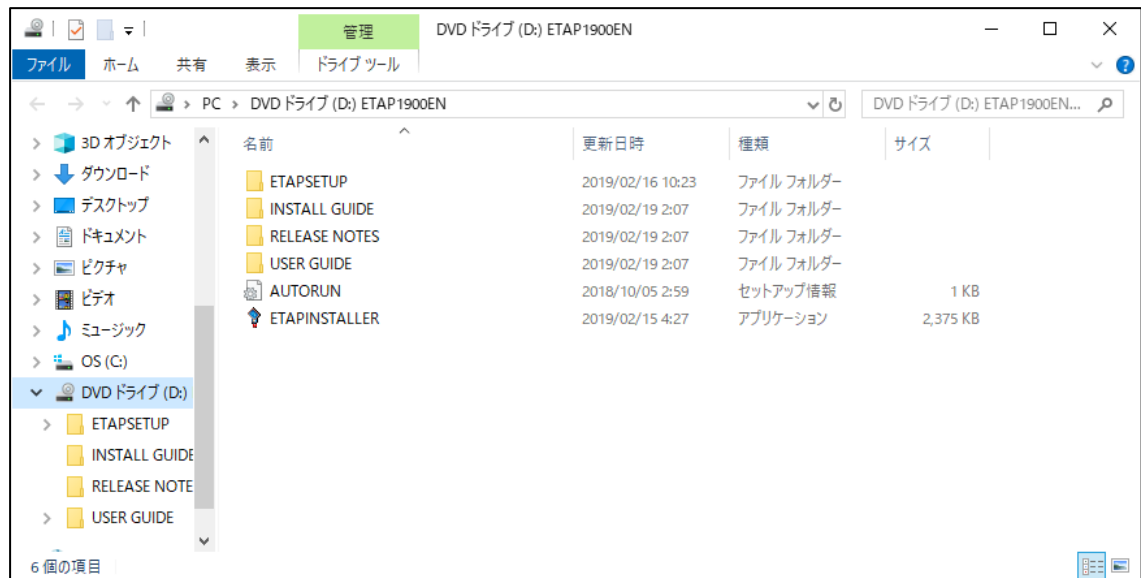 管理
DVD ドライブ (D:) ETAP1900EN
ファイル ホーム 共有 表示 ドライブ ツール
PC > DVD ドライブ (D:) ETAP1900EN
DVD ドライブ (D:) ETAP1900EN...
名前 更新日時 種類 サイズ
3D オブジェクト
ダウンロード
デスクトップ
ドキュメント
ピクチャ
ビデオ
ミュージック
OS (C:)
DVD ドライブ (D:)
ETAPSETUP
INSTALL GUIDE
RELEASE NOTE
USER GUIDE
ETAPSETUP 2019/02/16 10:23 ファイル フォルダー
INSTALL GUIDE 2019/02/19 2:07 ファイル フォルダー
RELEASE NOTES 2019/02/19 2:07 ファイル フォルダー
USER GUIDE 2019/02/19 2:07 ファイル フォルダー
AUTORUN 2018/10/05 2:59 セットアップ情報 1 KB
ETAPINSTALLER 2019/02/15 4:27 アプリケーション 2,375 KB
6 個の項目